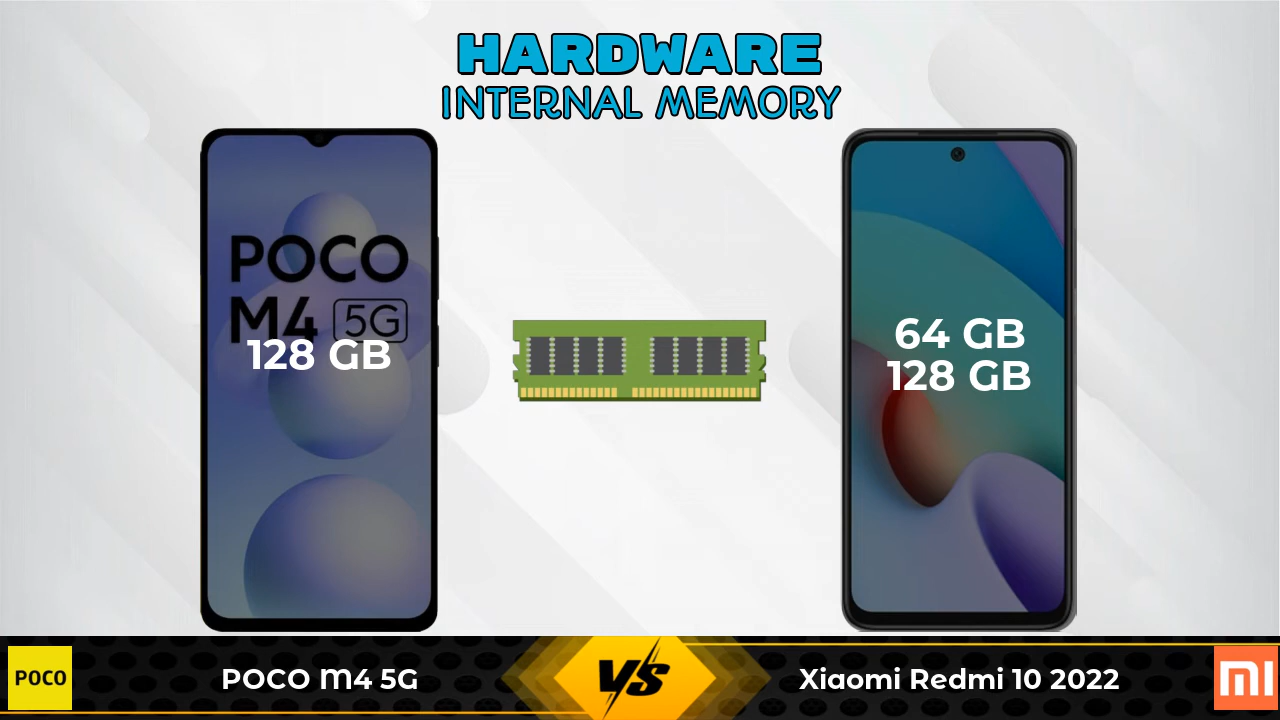 HARDWARE
INTERNAL MEMORY
POCO
M4 5G
128 GB
64 GB
128 GB
POCO
POCO M4 5G
VS
Xiaomi Redmi 10 2022
mi